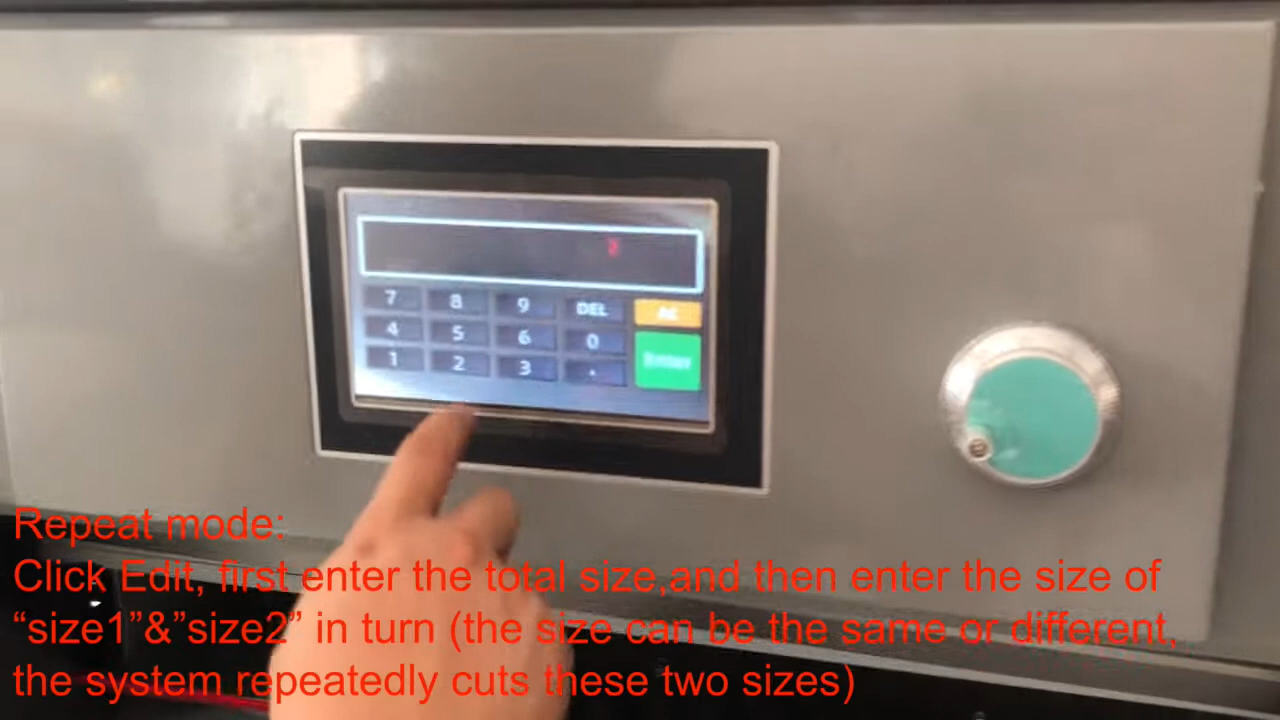 7 8 9 DEL
4 5 6 0
1 2 3 .
Enter
Repeat mode:
Click Edit, first enter the total size,and then enter the size of
“size1”&”size2” in turn (the size can be the same or different,
the system repeatedly cuts these two sizes)